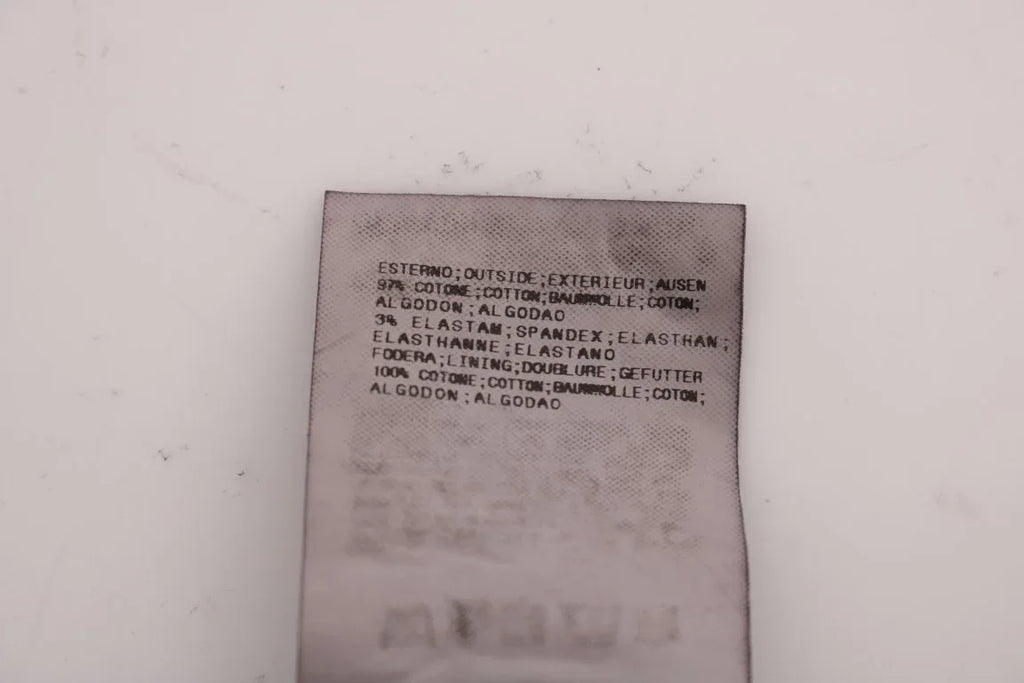 ESTERNO;OUTSIDE;EXTERIEUR;AUSEN
97% COTONE;COTTON;BAUMWOLLE;COTON;
ALGODON;ALGODAO
3% ELASTAM;SPANDEX;ELASTHAN;
ELASTHANNE;ELASTANO
FODERA;LINING;DOUBLURE;GEFUTTER
100% COTONE;COTTON;BAUMWOLLE;COTON;
ALGODON;ALGODAO